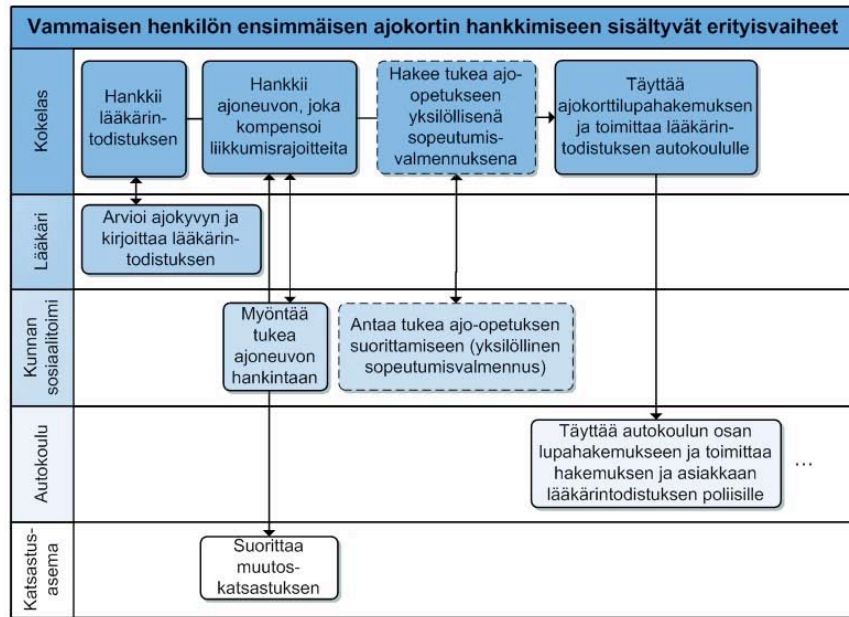 Vammaisen henkilön ensimmäisen ajokortin hankkimiseen sisältyvät erityisvaiheet
Kokelas
Hankkii
lääkärin-
todistuksen
Hankkii
ajoneuvon, joka
kompensoi
liikkumisrajoitteita
Hakee tukea ajo-
opetukseen
yksilöllisenä
sopeutumis-
valmennuksena
Täyttää
ajokorttilupahakemuksen
ja toimittaa lääkärin-
todistuksen autokoululle
Lääkäri
Arvioi ajokyvyn ja
kirjoittaa lääkärin-
todistuksen
Kunnan
sosiaalitoimi
Myöntää
tukea
ajoneuvon
hankintaan
Antaa tukea ajo-opetuksen
suorittamiseen (yksilöllinen
sopeutumisvalmennus)
Autokoulu
Täyttää autokoulun osan
lupahakemukseen ja toimittaa
hakemuksen ja asiakkaan
lääkärintodistuksen poliisille
...
Katsastus-
asema
Suorittaa
muutos-
katsastuksen